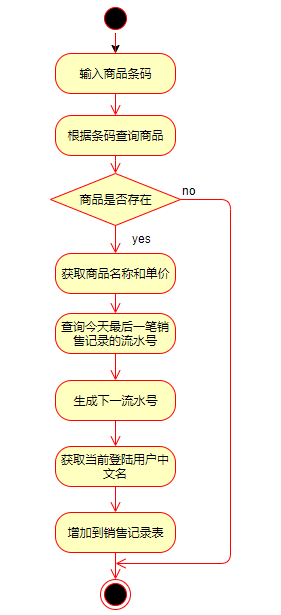 输入商品条码
根据条码查询商品
商品是否存在
no
yes
获取商品名称和单价
查询今天最后一笔销
售记录的流水号
生成下一流水号
获取当前登陆用户中
文名
增加到销售记录表